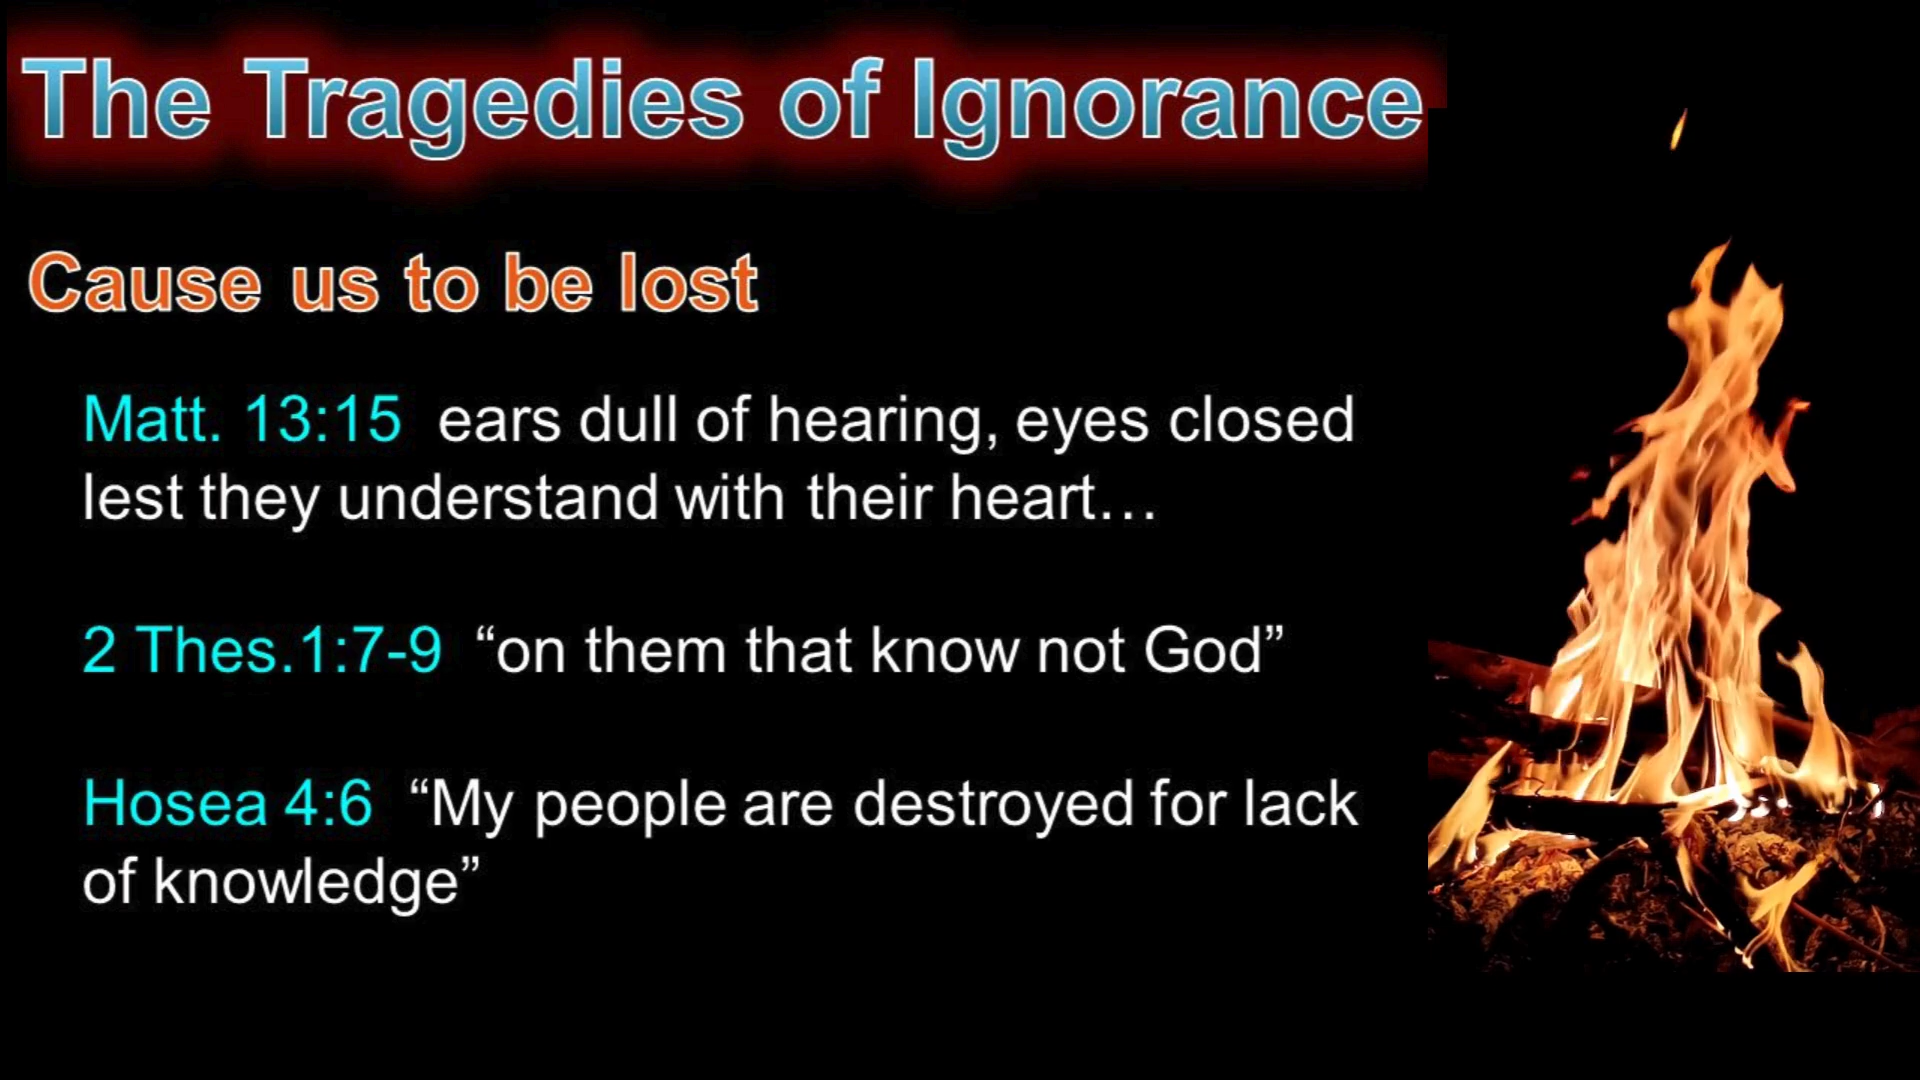 The Tragedies of Ignorance
Cause us to be lost
Matt. 13:15 ears dull of hearing, eyes closed
lest they understand with their heart…
2 Thes.1:7-9 “on them that know not God”
Hosea 4:6 “My people are destroyed for lack
of knowledge”